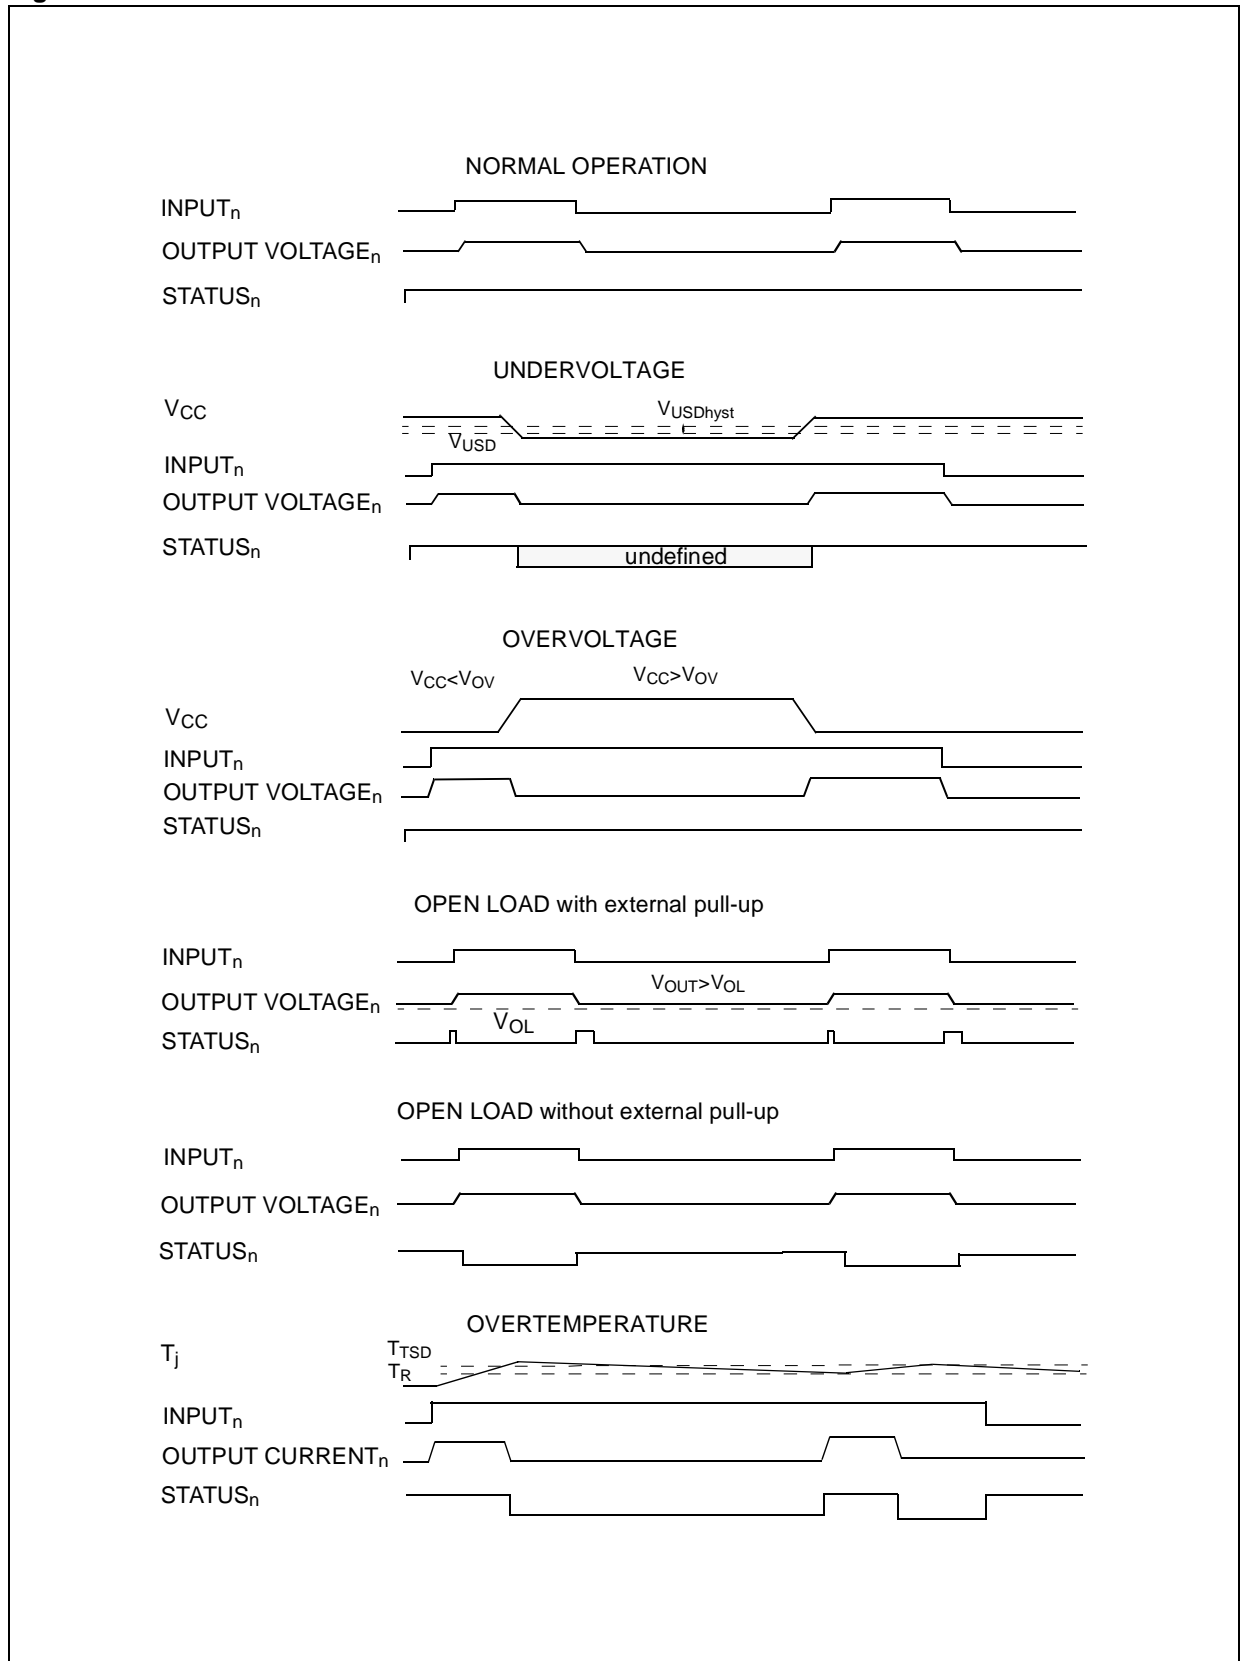 NORMAL OPERATION
INPUTn
OUTPUT VOLTAGEn
STATUSn
UNDERVOLTAGE
VCC
VUSDhyst
VUSD
INPUTn
OUTPUT VOLTAGEn
STATUSn
undefined
OVERVOLTAGE
VCC<VOV
VCC>VOV
VCC
INPUTn
OUTPUT VOLTAGEn
STATUSn
OPEN LOAD with external pull-up
INPUTn
VOUT>VOL
OUTPUT VOLTAGEn
VOL
STATUSn
OPEN LOAD without external pull-up
INPUTn
OUTPUT VOLTAGEn
STATUSn
OVERTEMPERATURE
Tj
TTSD
TR
INPUTn
OUTPUT CURRENTn
STATUSn